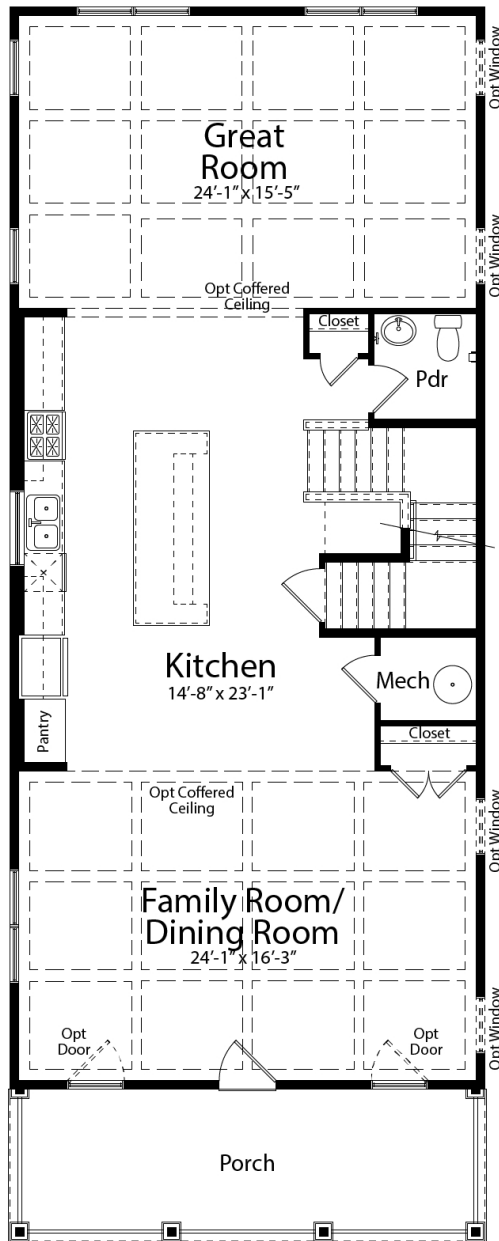 Opt Window
Great
Room
24'-1" x 15'-5"
Opt Window
Opt Coffered
Ceiling
Closet
Pdr
Kitchen
14'-8" x 23'-1"
Mech
Pantry
Closet
Opt Coffered
Ceiling
Opt Window
Family Room/
Dining Room
24'-1" x 16'-3"
Opt Window
Opt
Door
Opt
Door
Porch